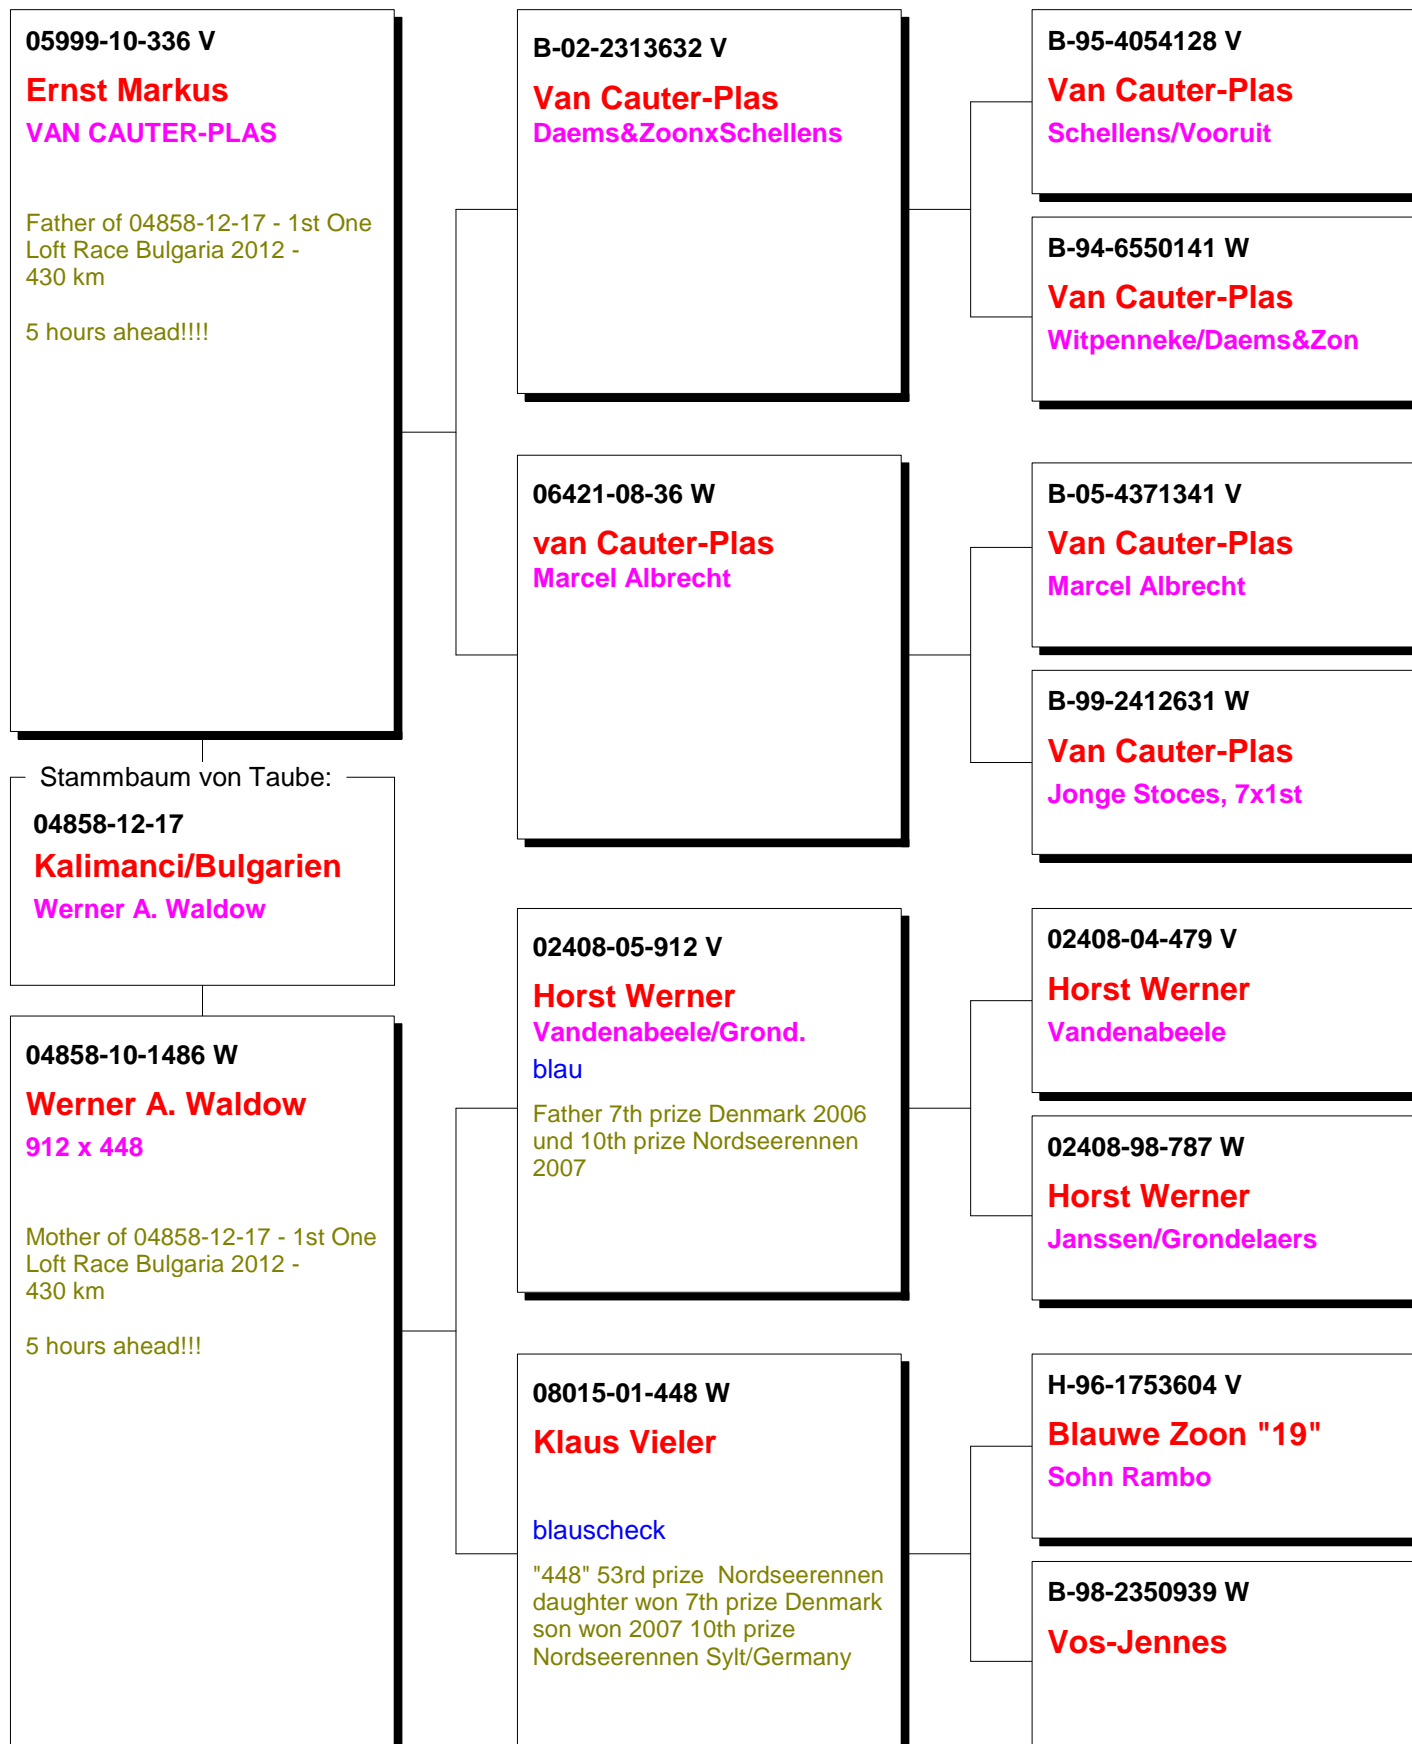 05999-10-336 V
Ernst Markus
VAN CAUTER-PLAS
Father of 04858-12-17 - 1st One
Loft Race Bulgaria 2012 -
430 km
5 hours ahead!!!!
Stammbaum von Taube:
04858-12-17
Kalimanci/Bulgarien
Werner A. Waldow
04858-10-1486 W
Werner A. Waldow
912 x 448
Mother of 04858-12-17 - 1st One
Loft Race Bulgaria 2012 -
430 km
5 hours ahead!!!
B-02-2313632 V
Van Cauter-Plas
Daems&ZoonxSchellens
06421-08-36 W
van Cauter-Plas
Marcel Albrecht
02408-05-912 V
Horst Werner
Vandenabeele/Grond.
blau
Father 7th prize Denmark 2006
und 10th prize Nordseerennen
2007
08015-01-448 W
Klaus Vieler
blauscheck
"448" 53rd prize  Nordseerennen
daughter won 7th prize Denmark
son won 2007 10th prize
Nordseerennen Sylt/Germany
B-95-4054128 V
Van Cauter-Plas
Schellens/Vooruit
B-94-6550141 W
Van Cauter-Plas
Witpenneke/Daems&Zon
B-05-4371341 V
Van Cauter-Plas
Marcel Albrecht
B-99-2412631 W
Van Cauter-Plas
Jonge Stoces, 7x1st
02408-04-479 V
Horst Werner
Vandenabeele
02408-98-787 W
Horst Werner
Janssen/Grondelaers
H-96-1753604 V
Blauwe Zoon "19"
Sohn Rambo
B-98-2350939 W
Vos-Jennes